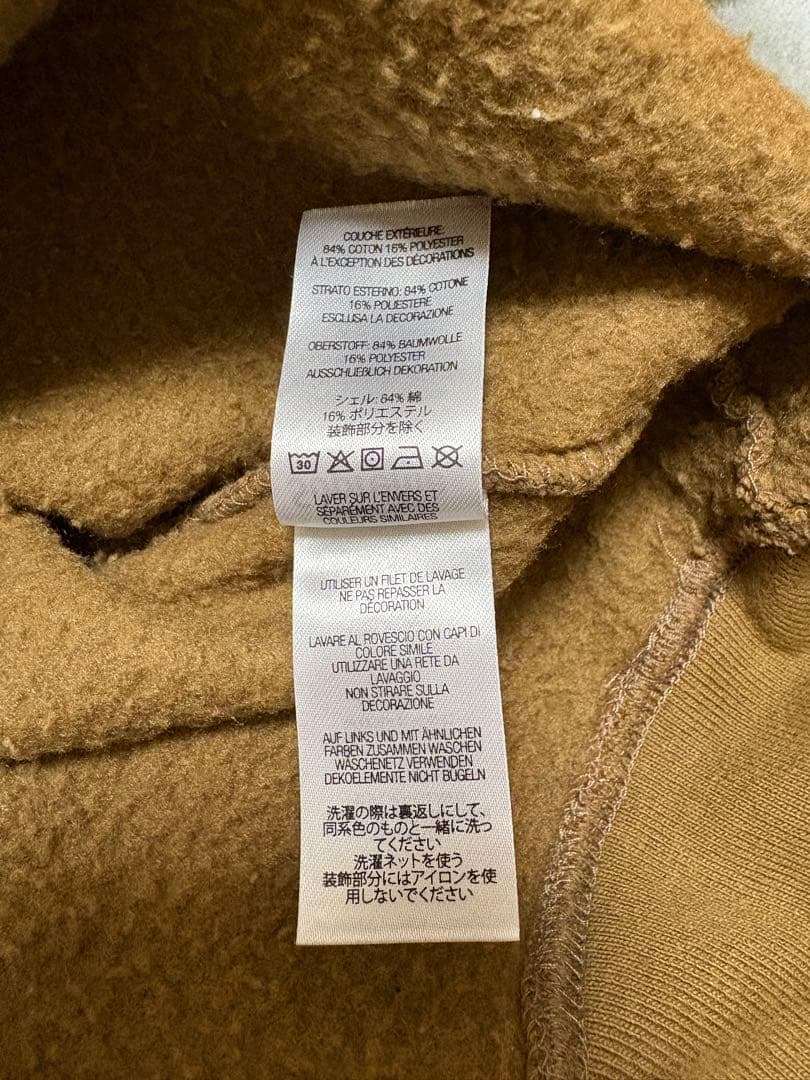 COUCHE EXTÉRIEURE:
84% COTON 16% POLYESTER
À L'EXCEPTION DES DÉCORATIONS
STRATO ESTERNO: 84% COTONE
16% POLIESTERE
ESCLUSA LA DECORAZIONE
OBERSTOFF: 84% BAUMWOLLE
16% POLYESTER
AUSSCHLIEßLICH DEKORATION
シェル: 84% 綿
16% ポリエステル
装飾部分を除く
30
LAVER SUR L'ENVERS ET
SÉPARÉMENT AVEC DES
COULEURS SIMILAIRES
UTILISER UN FILET DE LAVAGE
NE PAS REPASSER LA
DÉCORATION
LAVARE AL ROVESCIO CON CAPI DI
COLORE SIMILE
UTILIZZARE UNA RETE DA
LAVAGGIO
NON STIRARE SULLA
DECORAZIONE
AUF LINKS UND MIT ÄHNLICHEN
FARBEN ZUSAMMEN WASCHEN
WÄSCHENETZ VERWENDEN
DEKOELEMENTE NICHT BÜGELN
洗濯の際は裏返しにして、
同系色のものと一緒に洗っ
てください
洗濯ネットを使う
装飾部分にはアイロンを使
用しないでください